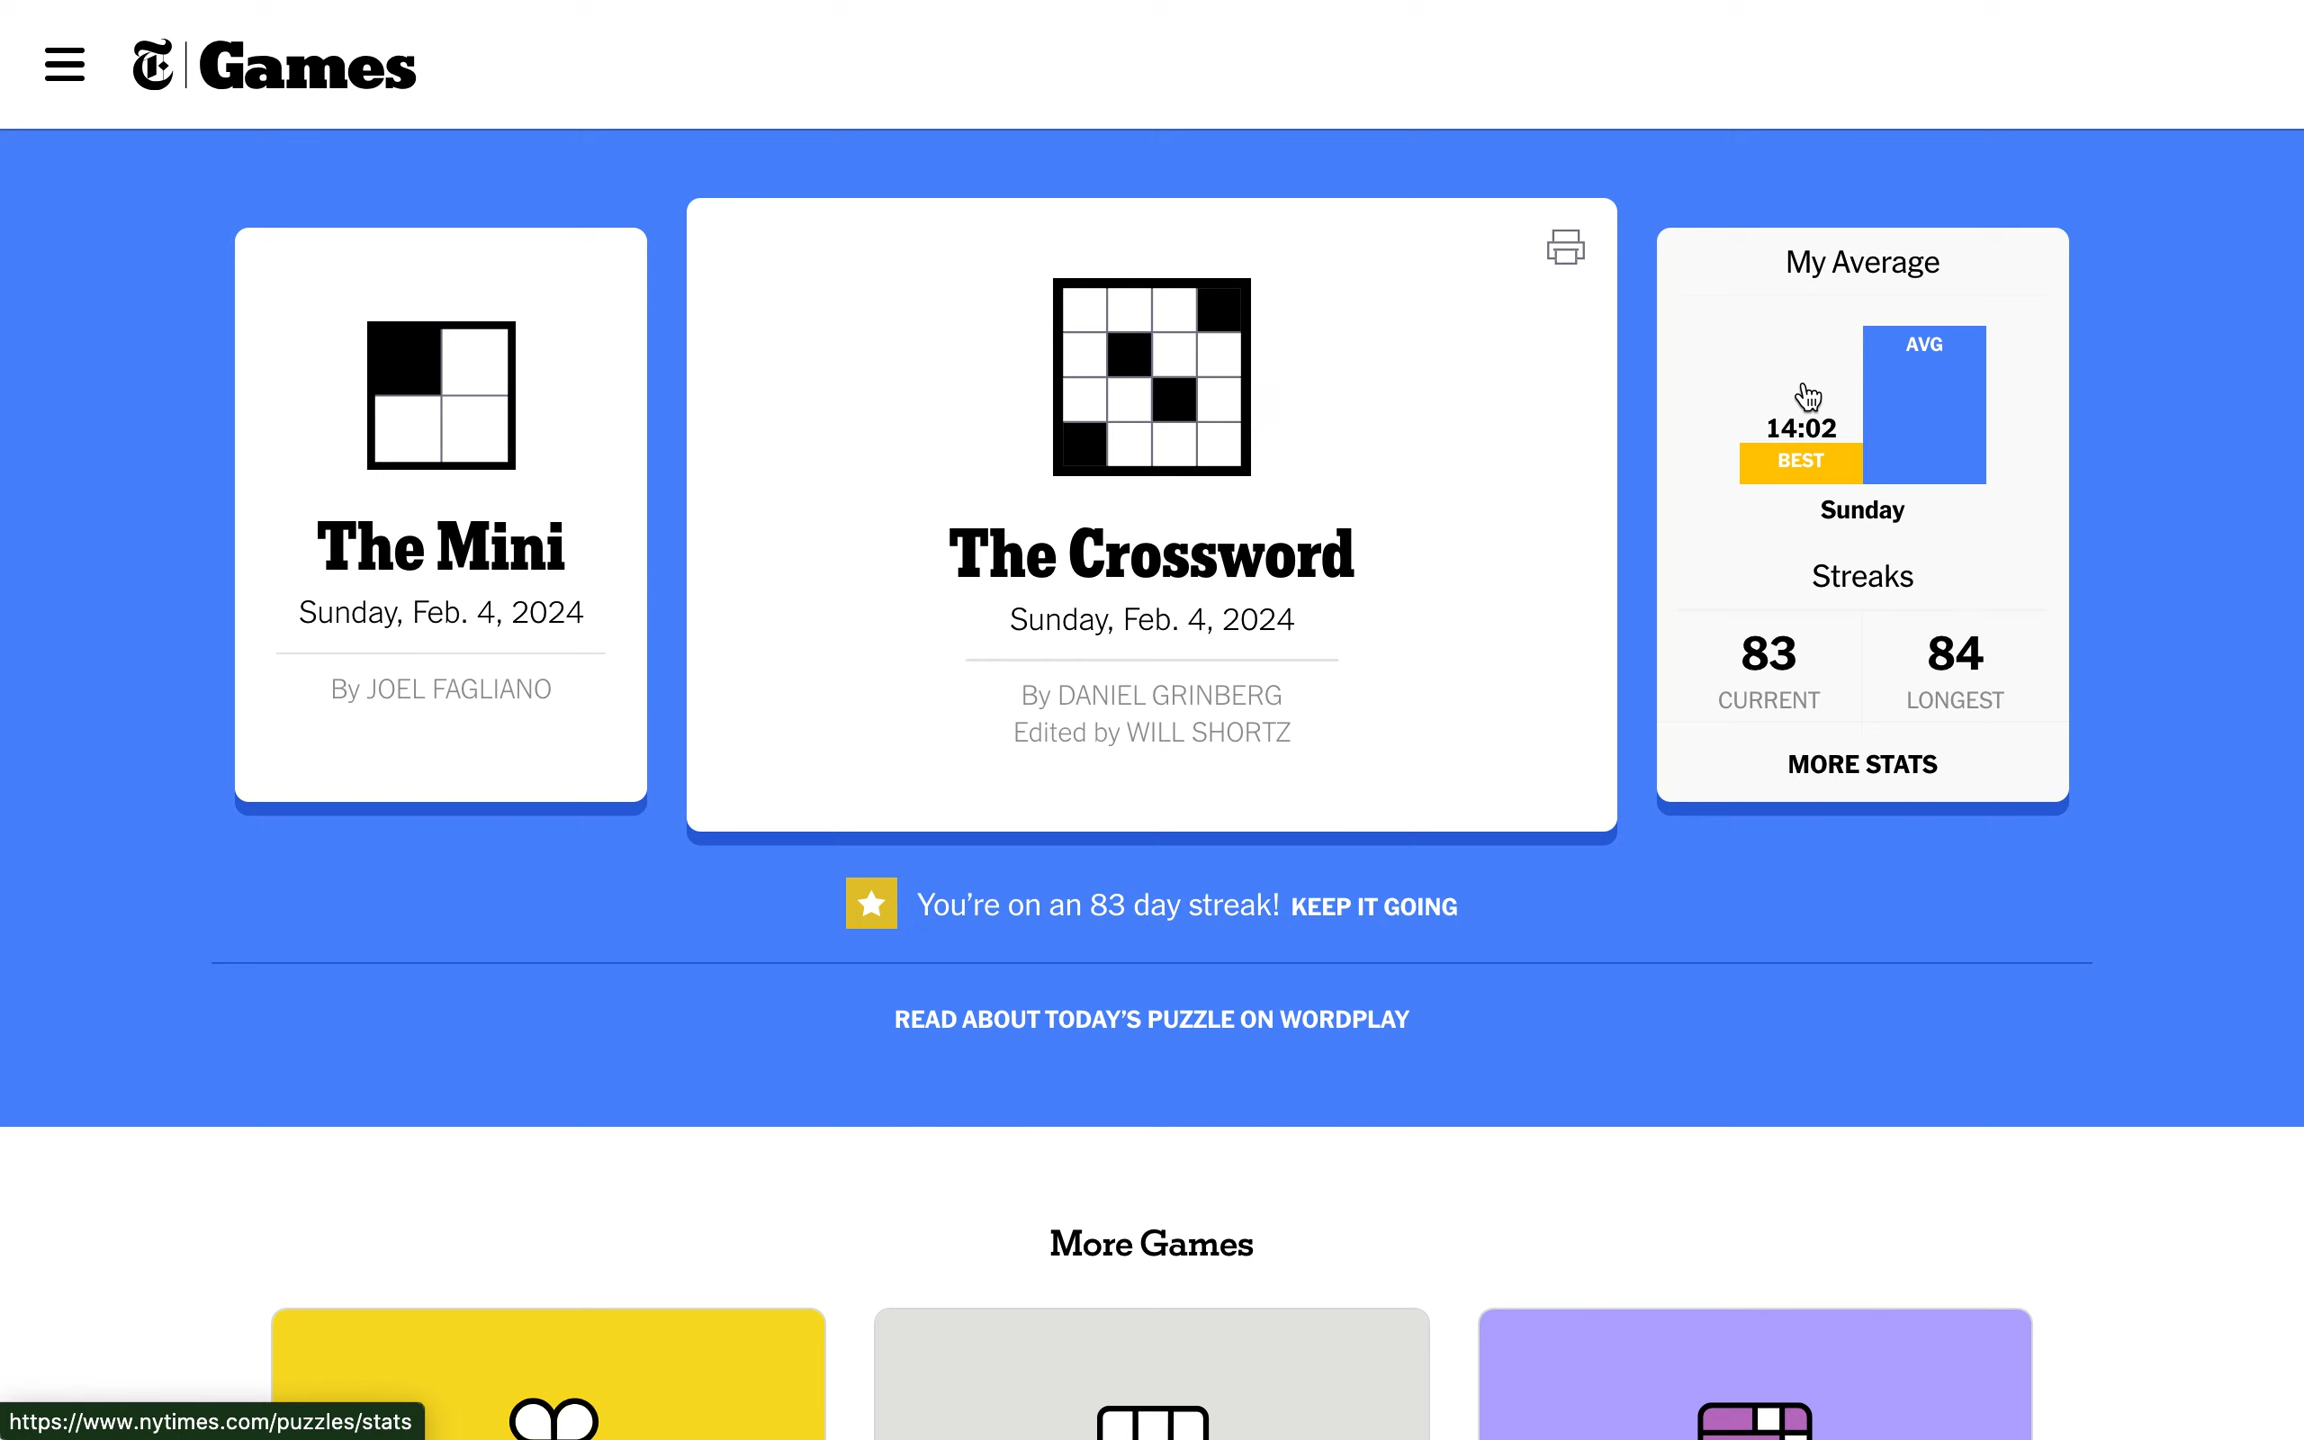 T Games
The Mini
Sunday, Feb. 4, 2024
By JOEL FAGLIANO
The Crossword
Sunday, Feb. 4, 2024
By DANIEL GRINBERG
Edited by WILL SHORTZ
My Average
AVG
14:02
BEST
Sunday
Streaks
83
CURRENT
84
LONGEST
MORE STATS
You’re on an 83 day streak! KEEP IT GOING
READ ABOUT TODAY’S PUZZLE ON WORDPLAY
More Games
https://www.nytimes.com/puzzles/stats